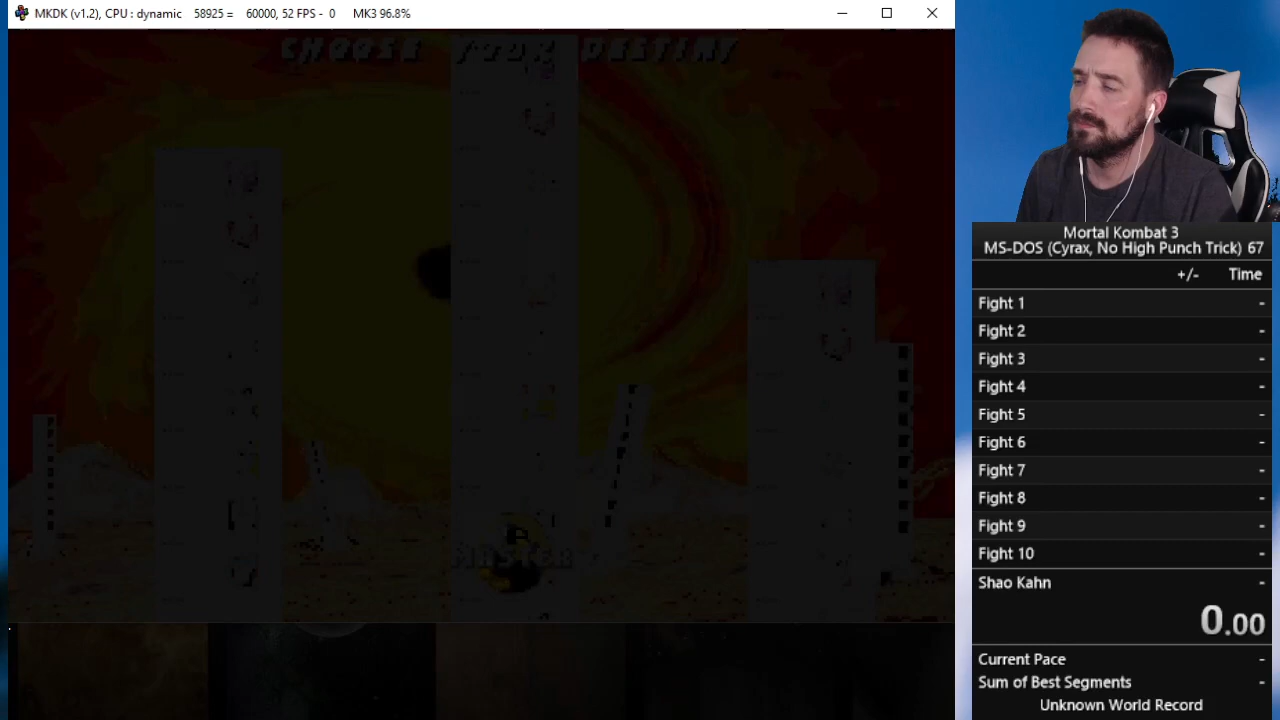 MKDK (v1.2), CPU : dynamic 58925 = 60000, 52 FPS - 0 MK3 96.8%
CHOOSE YOUR DESTINY
MASTER
Mortal Kombat 3
MS-DOS (Cyrax, No High Punch Trick) 67
+/- Time
Fight 1 -
Fight 2 -
Fight 3 -
Fight 4 -
Fight 5 -
Fight 6 -
Fight 7 -
Fight 8 -
Fight 9 -
Fight 10 -
Shao Kahn -
0.00
Current Pace -
Sum of Best Segments -
Unknown World Record